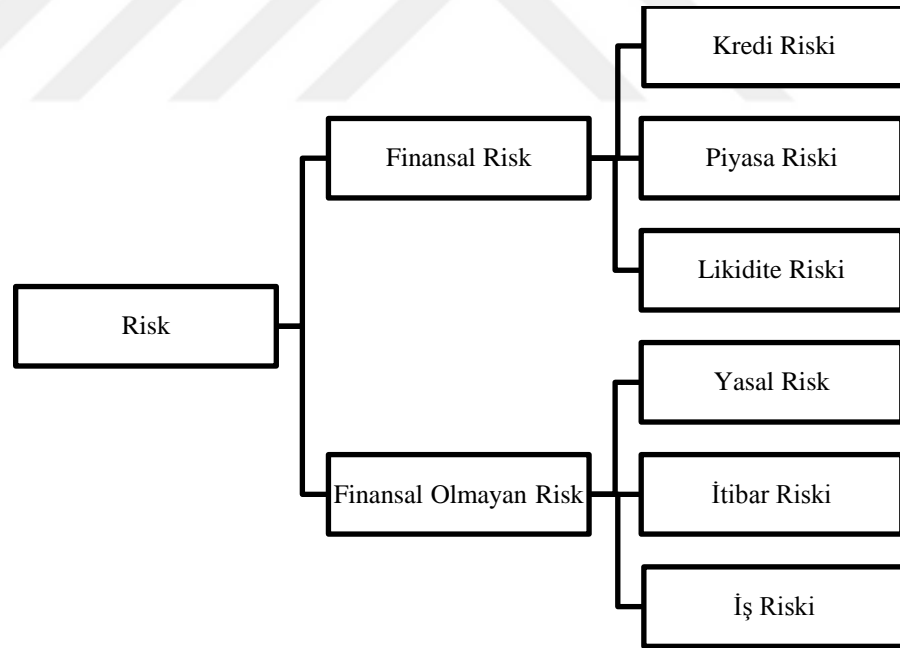 Risk
Finansal Risk
Kredi Riski
Piyasa Riski
Likidite Riski
Finansal Olmayan Risk
Yasal Risk
İtibar Riski
İş Riski